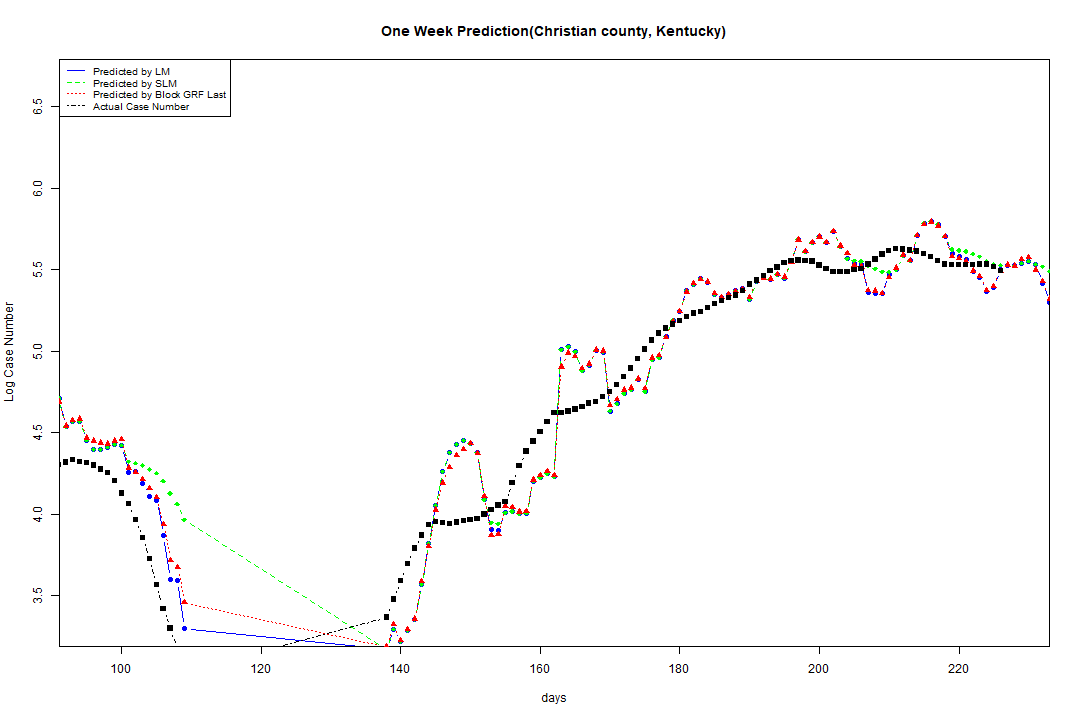 One Week Prediction(Christian county, Kentucky)
Predicted by LM
Predicted by SLM
Predicted by Block GRF Last
Actual Case Number
6.5
6.0
5.5
5.0
4.5
4.0
3.5
Log Case Number
100 120 140 160 180 200 220
days